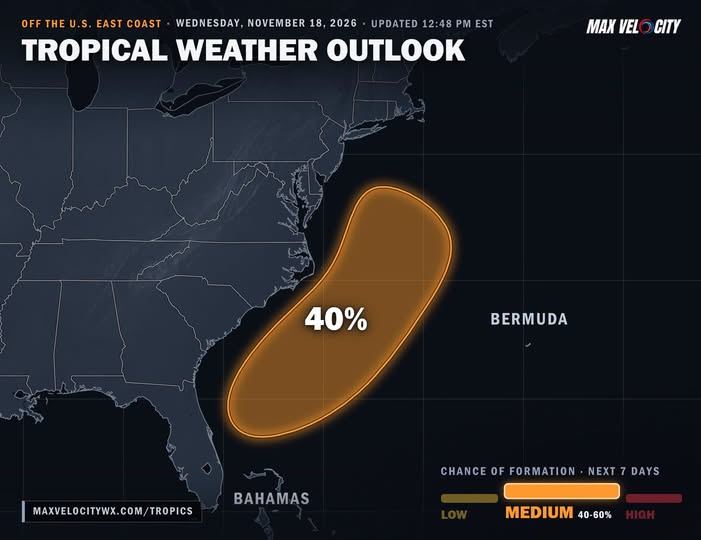 OFF THE U.S. EAST COAST · WEDNESDAY, NOVEMBER 18, 2026 · UPDATED 12:48 PM EST
MAX VELOCITY
TROPICAL WEATHER OUTLOOK
40%
BERMUDA
CHANCE OF FORMATION · NEXT 7 DAYS
LOW
MEDIUM 40-60%
HIGH
BAHAMAS
MAXVELOCITYWX.COM/TROPICS